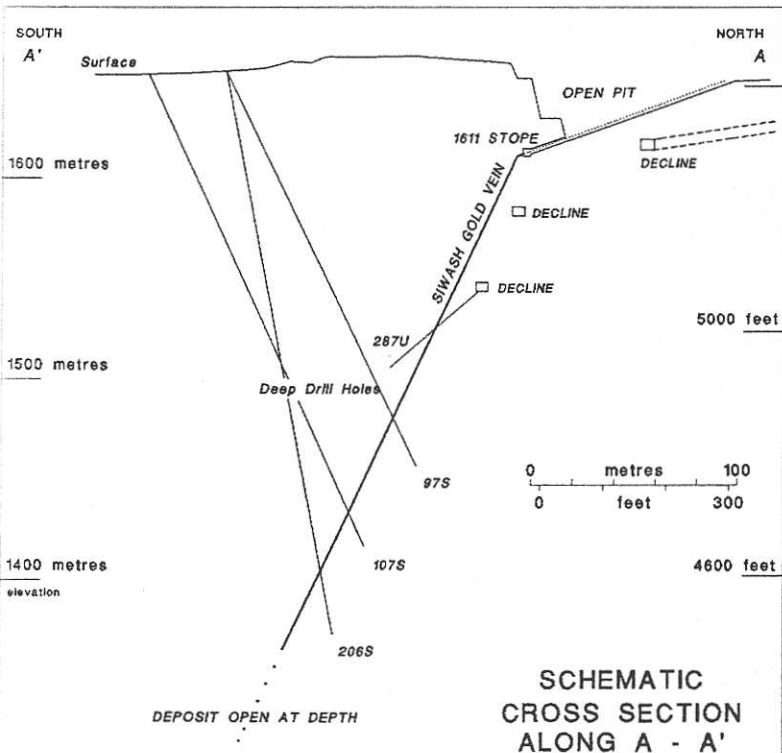 SOUTH
NORTH
A'
A
Surface
OPEN PIT
1611 STOPE
1600 metres
DECLINE
SIWASH GOLD VEIN
DECLINE
DECLINE
5000 feet
287U
1500 metres
Deep Drill Holes
0 metres 100
0 feet 300
97S
107S
1400 metres
4600 feet
elevation
206S
DEPOSIT OPEN AT DEPTH
SCHEMATIC
CROSS SECTION
ALONG A - A'